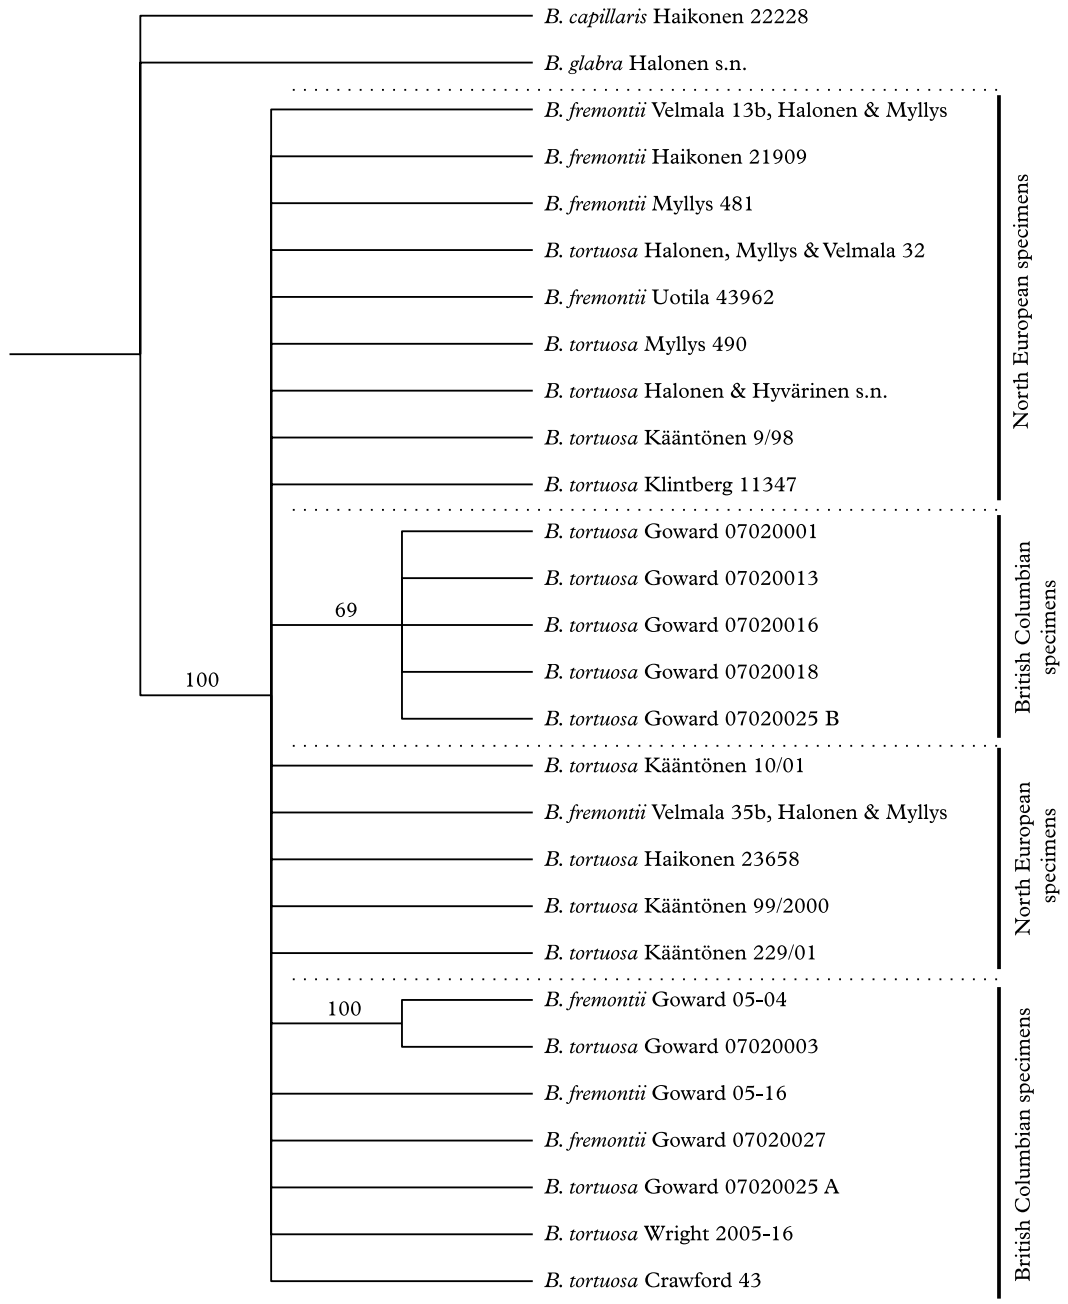 B. capillaris Haikonen 22228
B. glabra Halonen s.n.
B. fremontii Velmala 13b, Halonen & Myllys
B. fremontii Haikonen 21909
B. fremontii Myllys 481
B. tortuosa Halonen, Myllys & Velmala 32
B. fremontii Uotila 43962
B. tortuosa Myllys 490
B. tortuosa Halonen & Hyvärinen s.n.
B. tortuosa Kääntönen 9/98
B. tortuosa Klintberg 11347
North European specimens
B. tortuosa Goward 07020001
B. tortuosa Goward 07020013
69
B. tortuosa Goward 07020016
B. tortuosa Goward 07020018
100
B. tortuosa Goward 07020025 B
British Columbian
specimens
B. tortuosa Kääntönen 10/01
B. fremontii Velmala 35b, Halonen & Myllys
B. tortuosa Haikonen 23658
B. tortuosa Kääntönen 99/2000
B. tortuosa Kääntönen 229/01
North European
specimens
B. fremontii Goward 05-04
100
B. tortuosa Goward 07020003
B. fremontii Goward 05-16
B. fremontii Goward 07020027
B. tortuosa Goward 07020025 A
B. tortuosa Wright 2005-16
B. tortuosa Crawford 43
British Columbian specimens